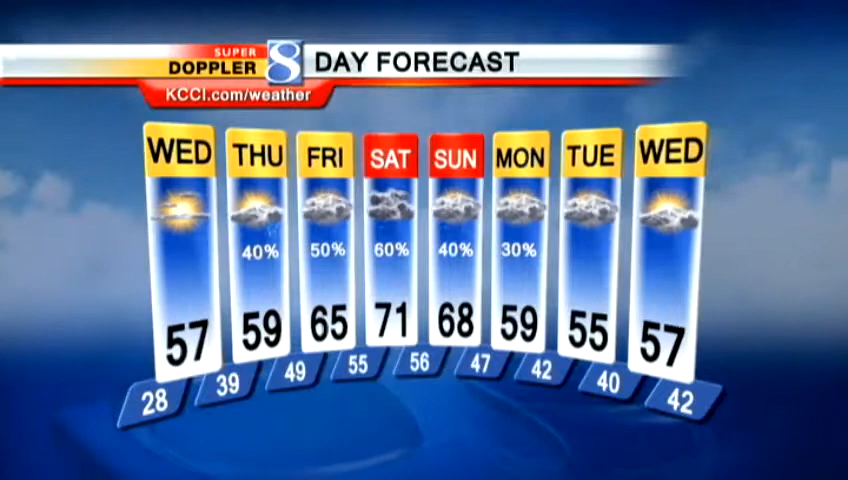 SUPER
DOPPLER 8 DAY FORECAST
KCCI.com/weather
WED THU FRI SAT SUN MON TUE WED
40% 50% 60% 40% 30%
57 59 65 71 68 59 55 57
28 39 49 55 56 47 42 40 42